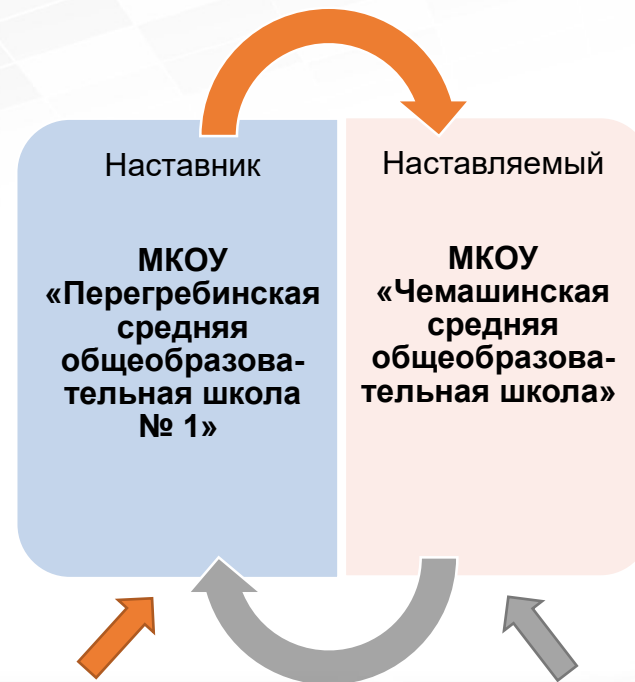 Наставник
МКОУ
«Перегребинская
средняя
общеобразова-
тельная школа
№ 1»
Наставляемый
МКОУ
«Чемашинская
средняя
общеобразова-
тельная школа»